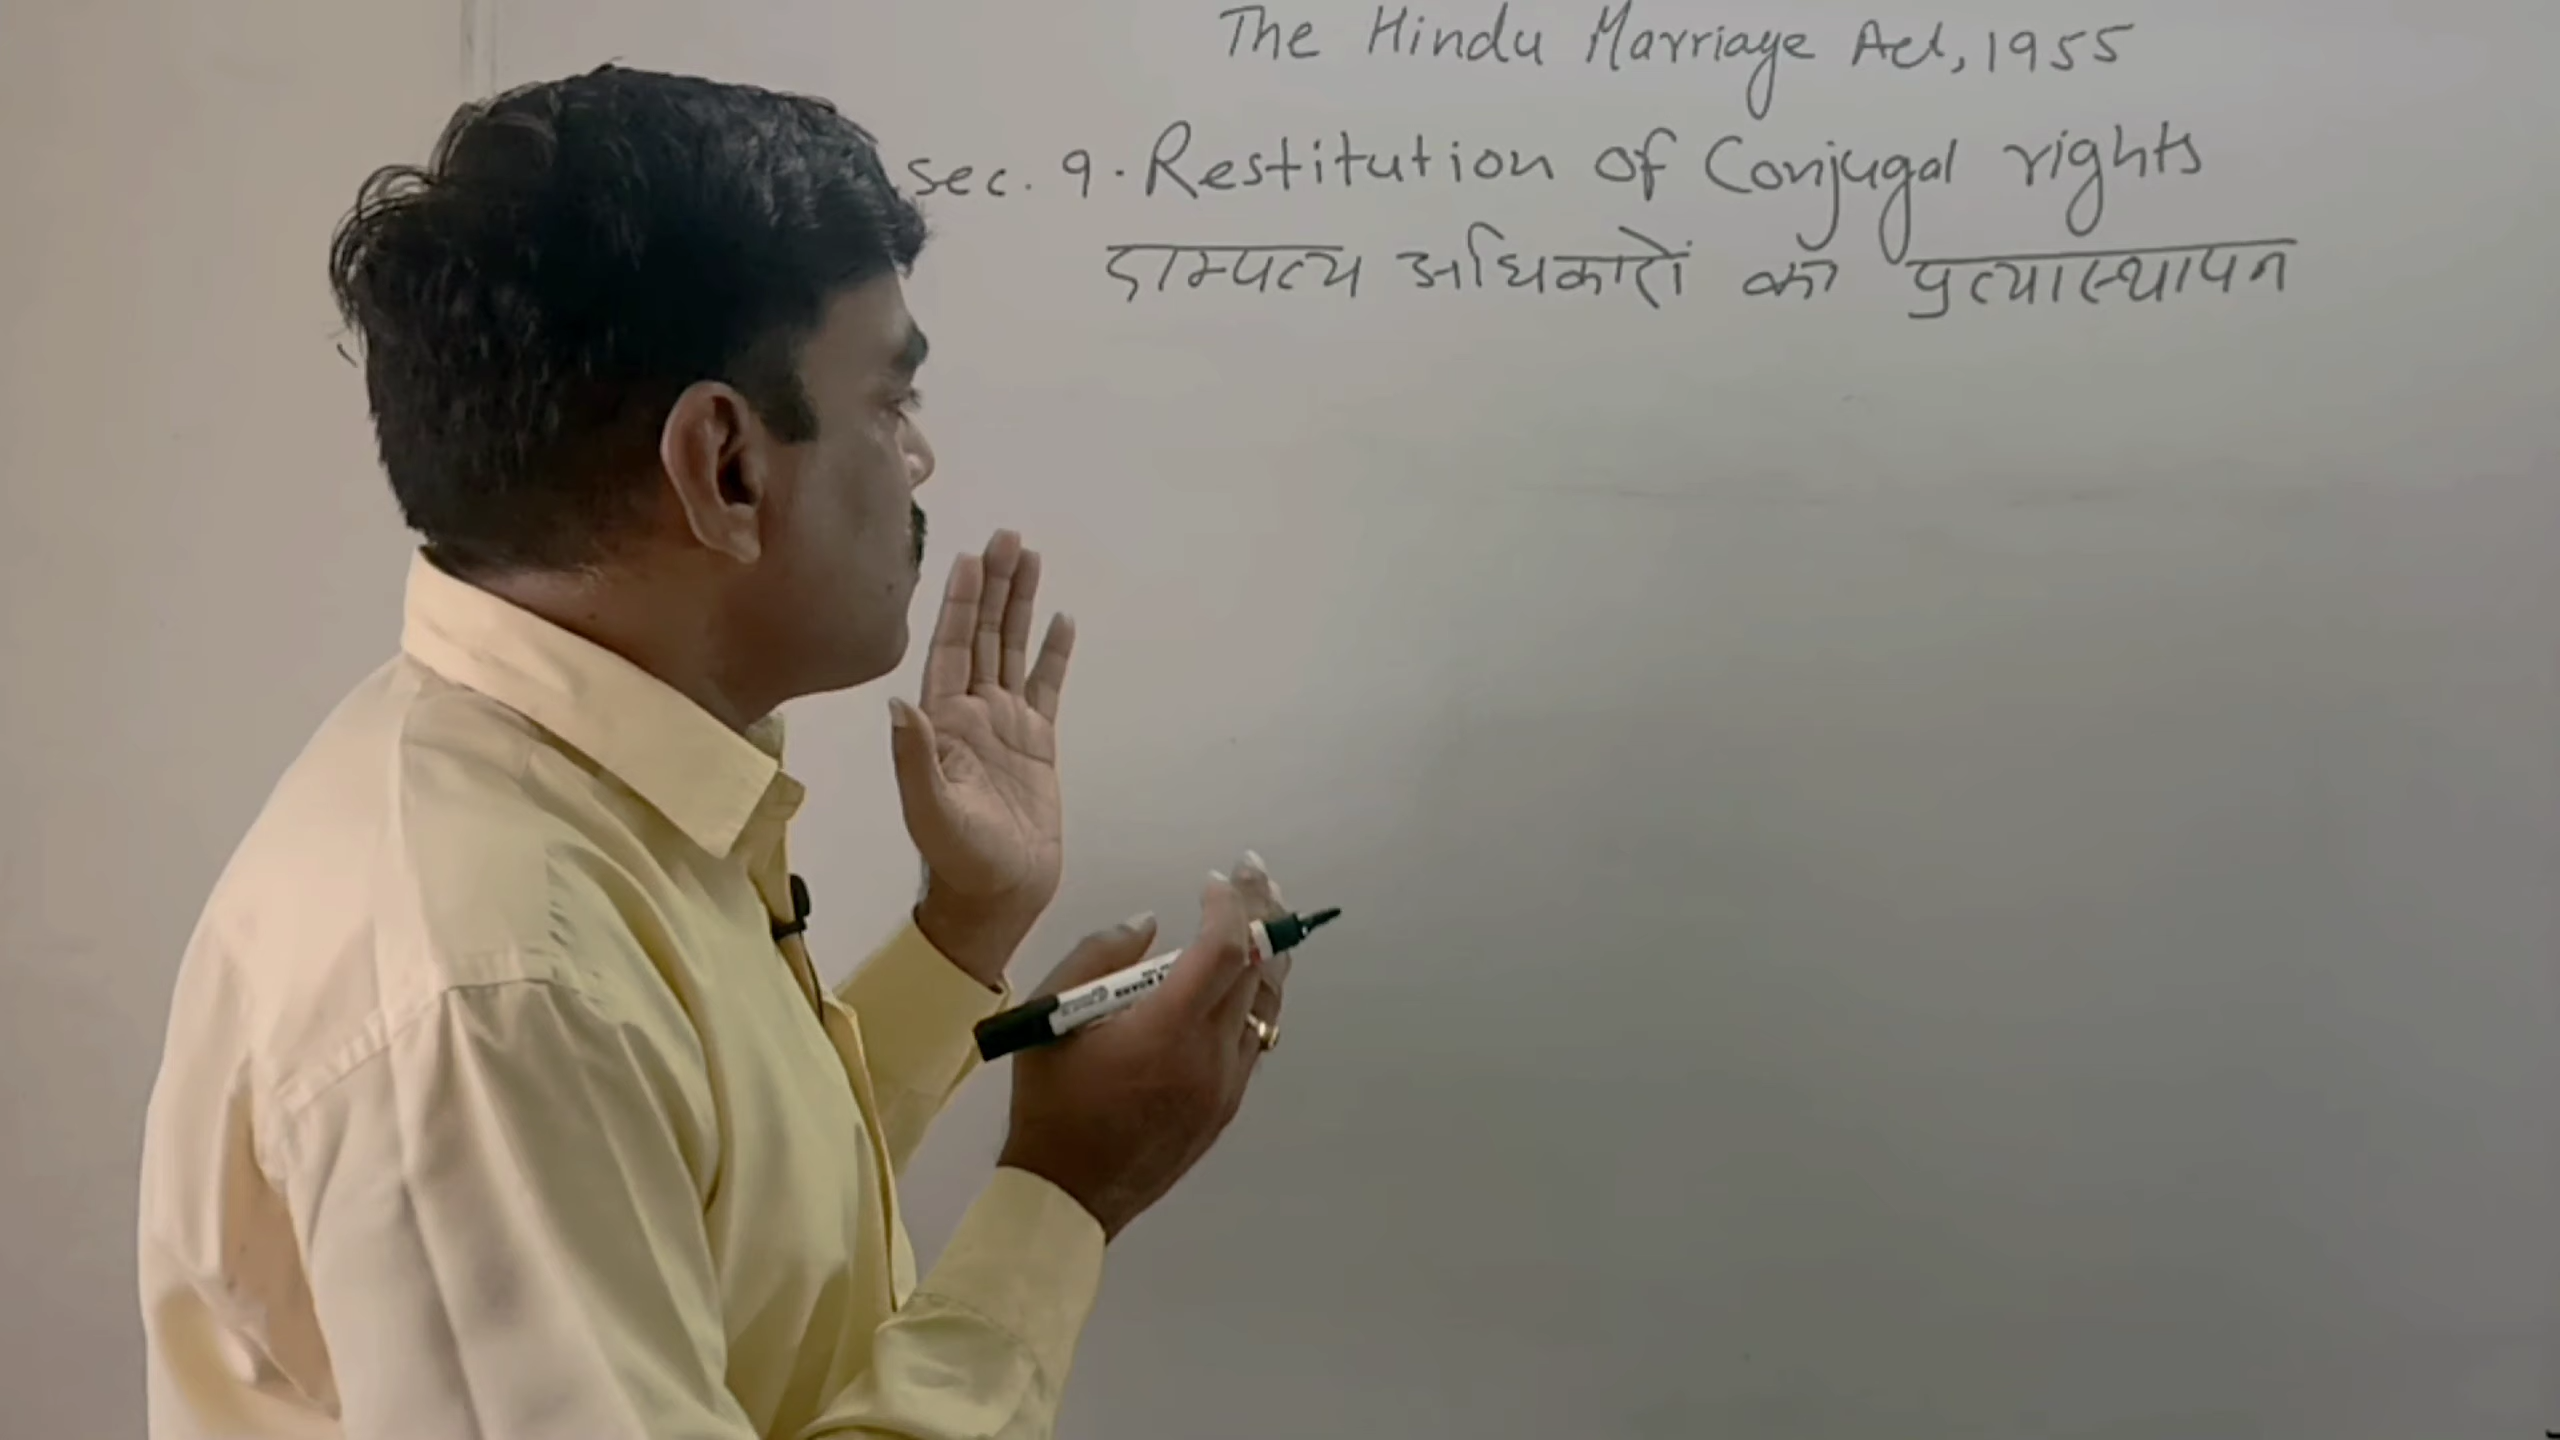 The Hindu Marriage Act, 1955
Sec. 9. Restitution of Conjugal rights
दाम्पत्य अधिकारों का प्रत्यास्थापन